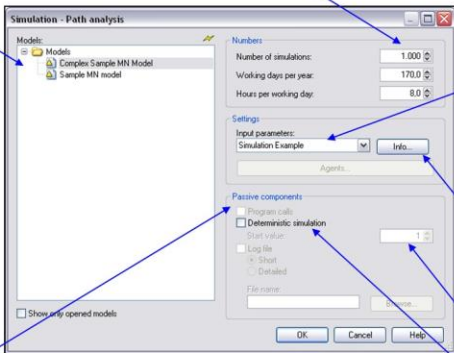 Simulation - Path analysis
Models:
Models
Complex Sample MN Model
Sample MN model
Show only opened models
Numbers
Number of simulations: 1.000
Working days per year: 170,0
Hours per working day: 8,0
Settings
Input parameters:
Simulation Example
Info...
Agents...
Passive components
Program calls
Deterministic simulation
Start value: 1
Log file
Short
Detailed
File name:
Browse...
OK Cancel Help